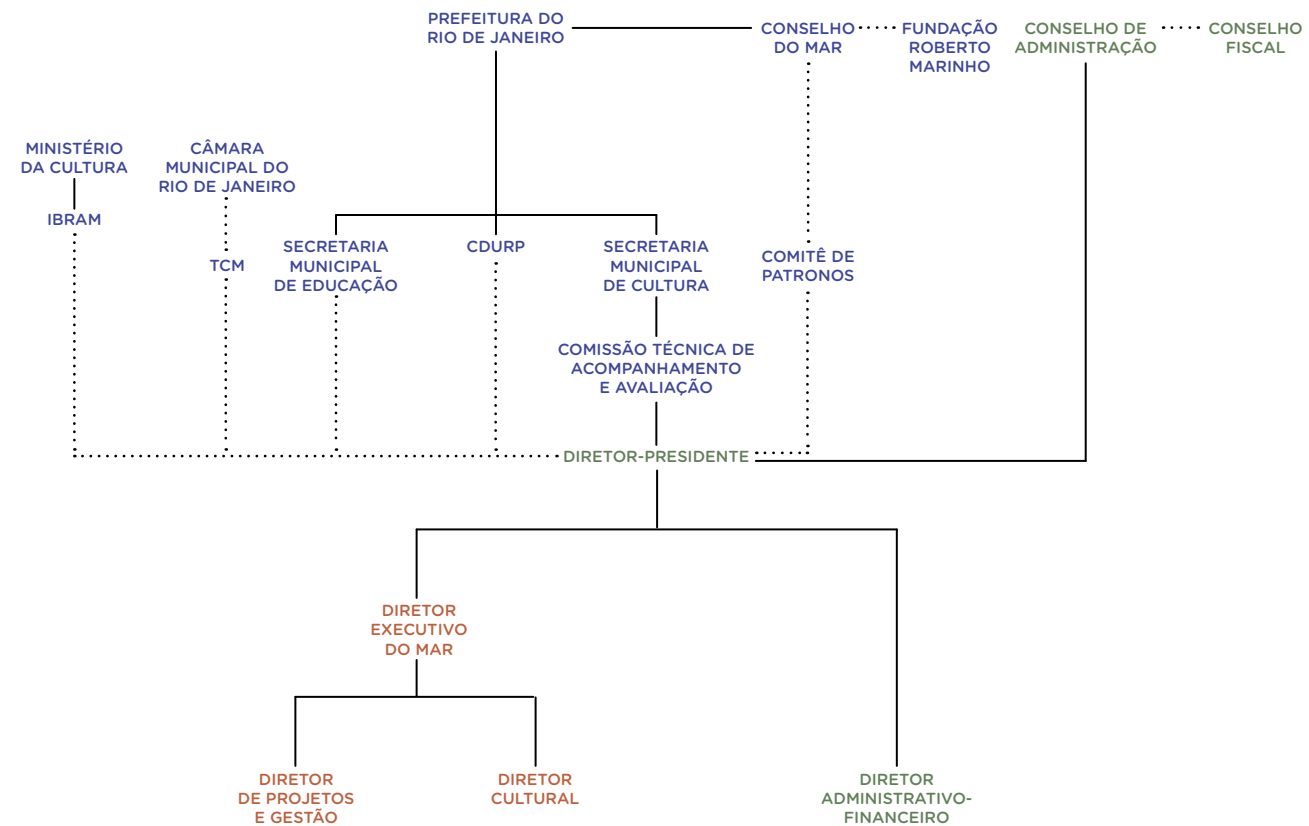 PREFEITURA DO
RIO DE JANEIRO
CONSELHO
DO MAR
FUNDAÇÃO
ROBERTO
MARINHO
CONSELHO DE
ADMINISTRAÇÃO
CONSELHO
FISCAL
MINISTÉRIO
DA CULTURA
CÂMARA
MUNICIPAL DO
RIO DE JANEIRO
IBRAM
TCM
SECRETARIA
MUNICIPAL
DE EDUCAÇÃO
CDURP
SECRETARIA
MUNICIPAL
DE CULTURA
COMITÊ DE
PATRONOS
COMISSÃO TÉCNICA DE
ACOMPANHAMENTO
E AVALIAÇÃO
DIRETOR-PRESIDENTE
DIRETOR
EXECUTIVO
DO MAR
DIRETOR
DE PROJETOS
E GESTÃO
DIRETOR
CULTURAL
DIRETOR
ADMINISTRATIVO-
FINANCEIRO